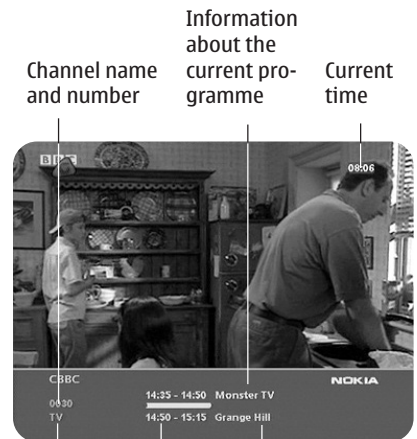 Information
about the
current pro-
gramme
Channel name
and number
Current
time
BBC
08:06
CBBC
NOKIA
0030
14:35 - 14:50 Monster TV
TV
14:50 - 15:15 Grange Hill